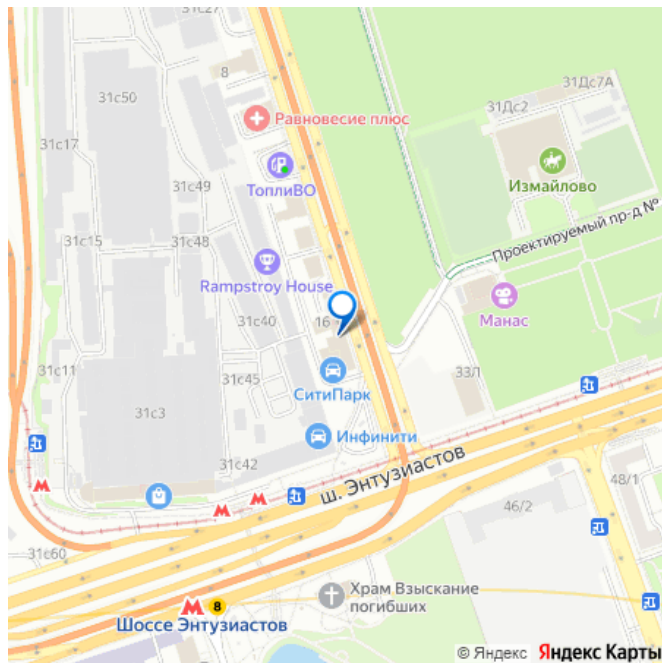 31с27
8
31с50
Равновесие плюс
31с17
ТоплиВО
31с49
31Дс7А
31Дс2
Измайлово
31с15
31с48
Проектируемый пр-д №
Rampstroy House
Манас
31с40
16
31с11
31с45
СитиПарк
33Л
31с3
Инфинити
31с42
ш. Энтузиастов
48/1
46/2
31с60
8
Шоссе Энтузиастов
Храм Взыскание
погибших
© Яндекс Яндекс Карты